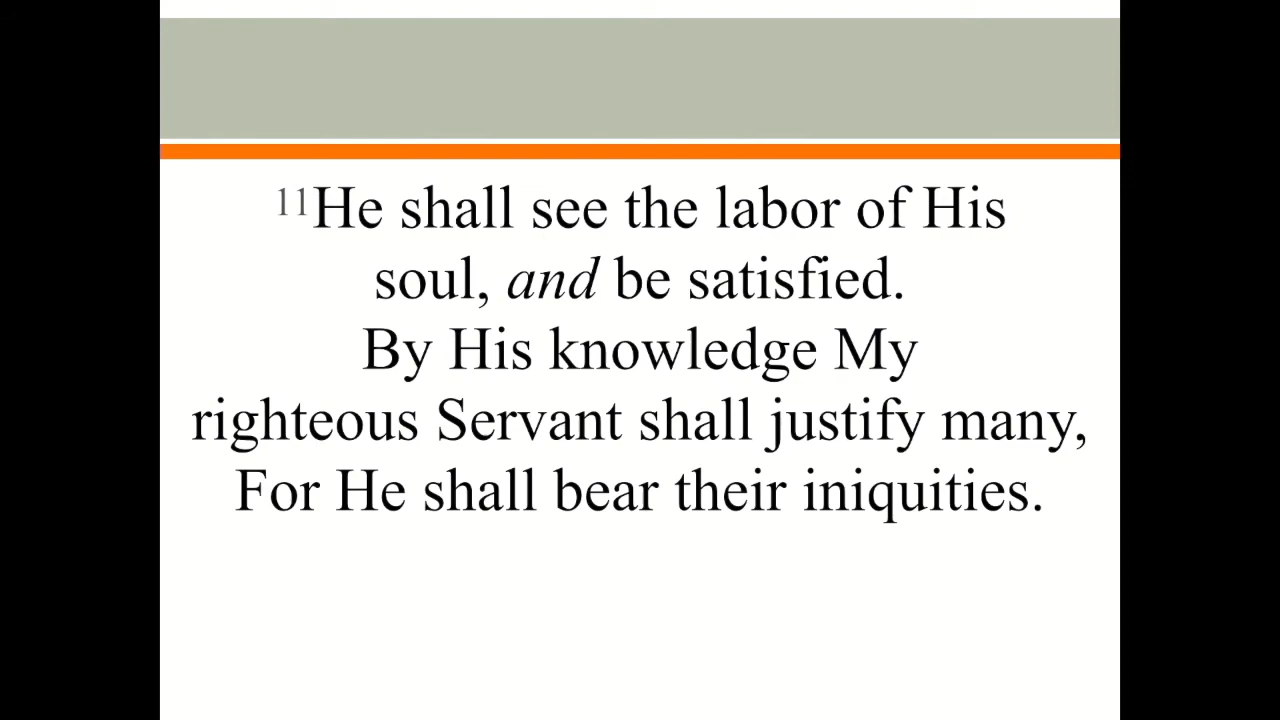 11He shall see the labor of His
soul, and be satisfied.
By His knowledge My
righteous Servant shall justify many,
For He shall bear their iniquities.